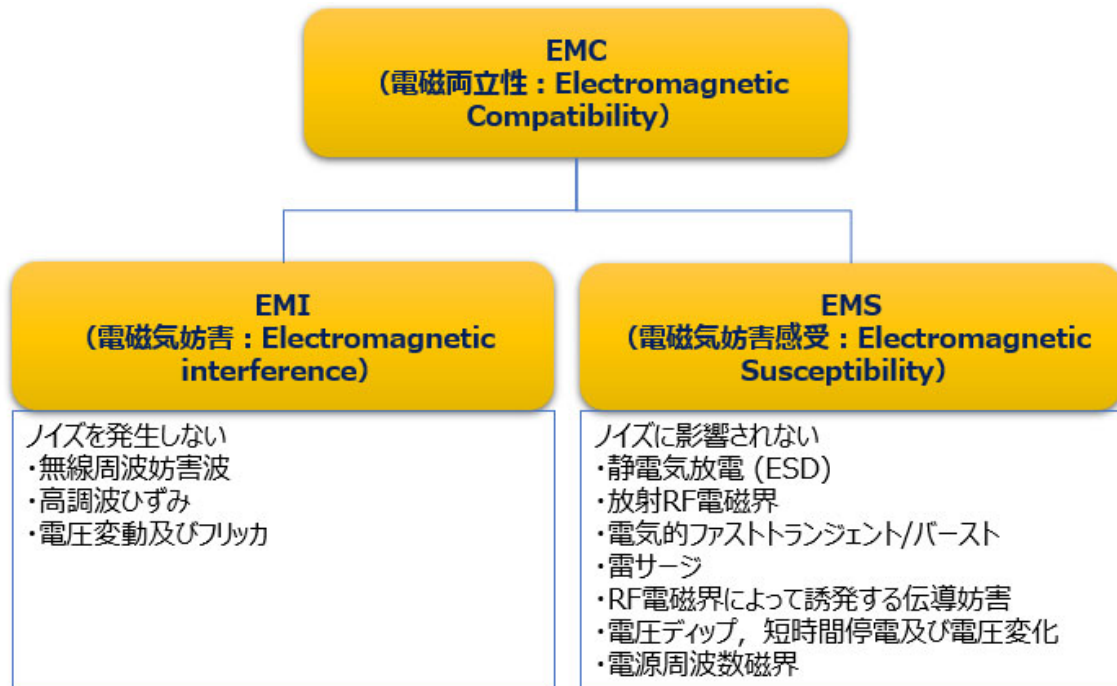 EMC
（電磁両立性：Electromagnetic
Compatibility）
EMI
（電磁気妨害：Electromagnetic
interference）
ノイズを発生しない
・無線周波妨害波
・高調波ひずみ
・電圧変動及びフリッカ
EMS
（電磁気妨害感受：Electromagnetic
Susceptibility）
ノイズに影響されない
・静電気放電 (ESD)
・放射RF電磁界
・電気的ファストトランジェント/バースト
・雷サージ
・RF電磁界によって誘発する伝導妨害
・電圧ディップ，短時間停電及び電圧変化
・電源周波数磁界